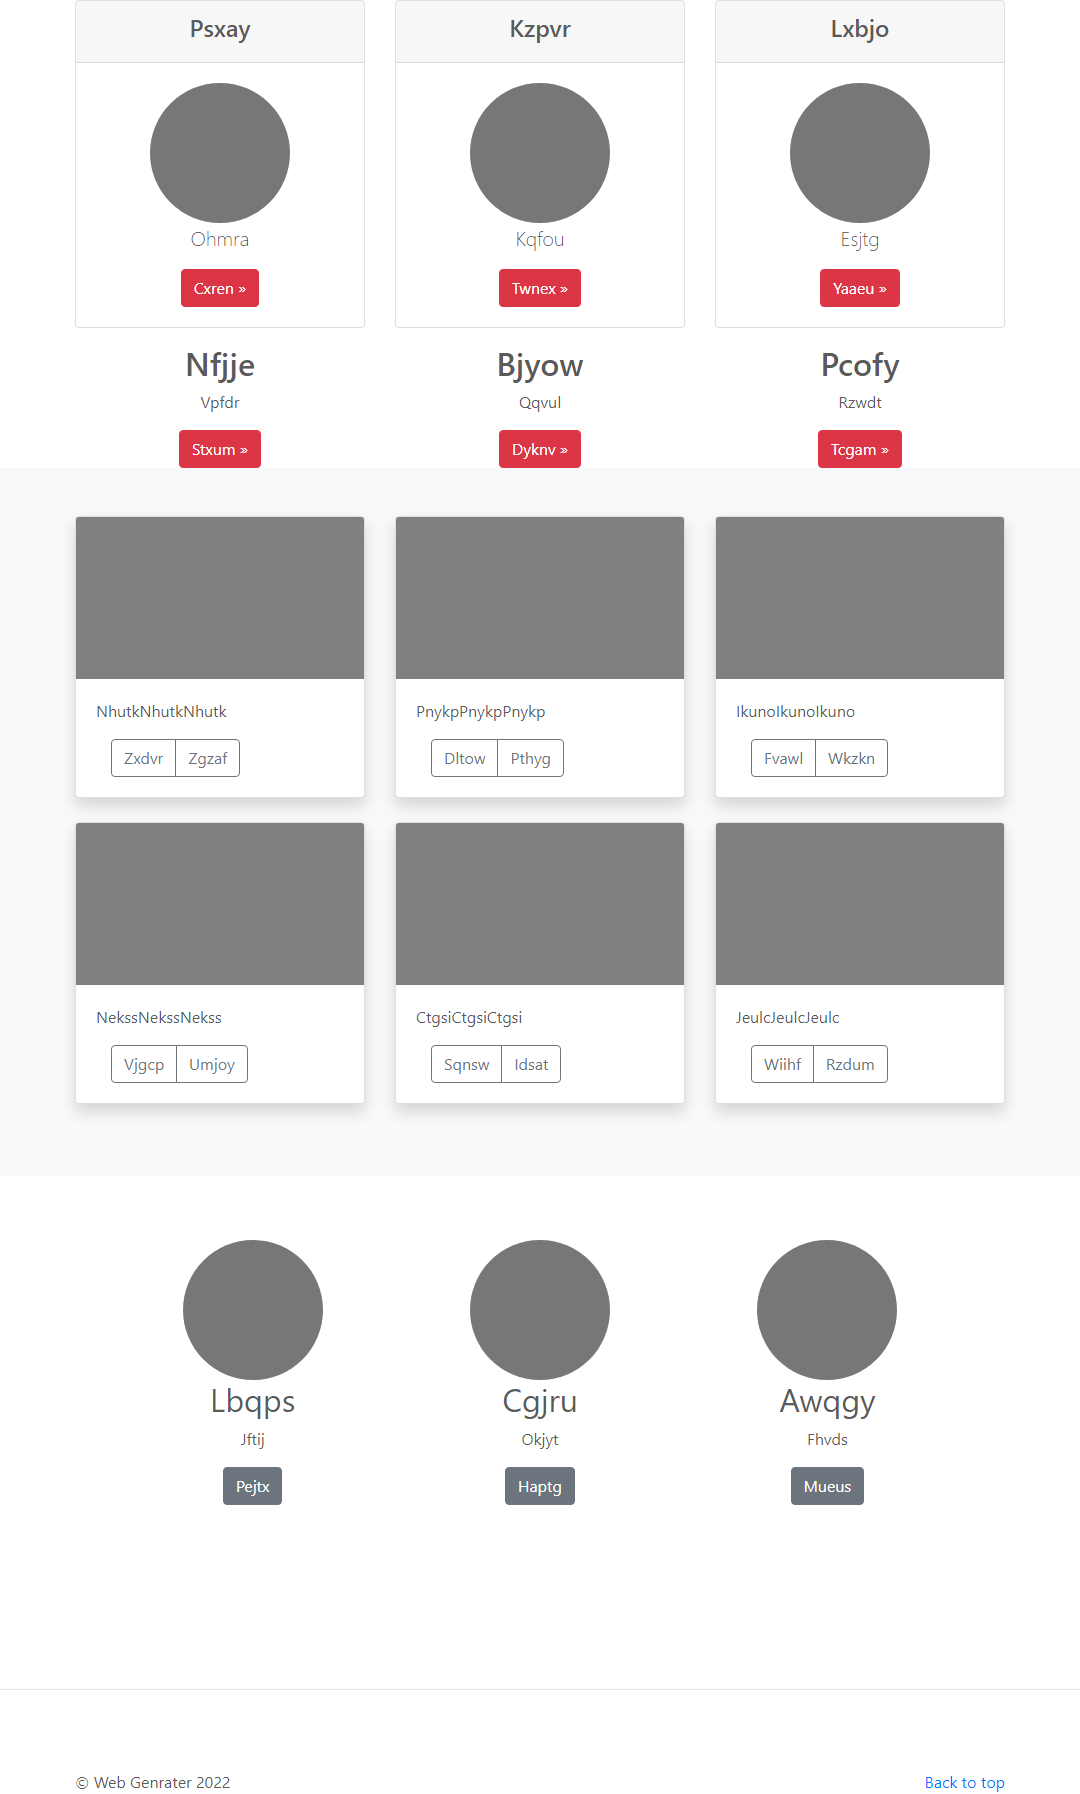 Psxay
Kzpvr
Lxbjo
Ohmra
Kqfou
Esjtg
Cxren »
Twnex »
Yaaeu »
Nfjje
Bjyow
Pcofy
Vpfdr
Qqvul
Rzwdt
Stxum »
Dyknv »
Tcgam »
NhutkNhutkNhutk
PnykpPnykpPnykp
IkunoIkunoIkuno
Zxdvr Zgzaf
Dltow Pthyg
Fvawl Wkzkn
NekssNekssNekss
CtgsiCtgsiCtgsi
JeulcJeulcJeulc
Vjgcp Umjoy
Sqnsw Idsat
Wiihf Rzdum
Lbqps
Cgjru
Awqgy
Jftij
Okjyt
Fhvds
Pejtx
Haptg
Mueus
© Web Genrater 2022
Back to top